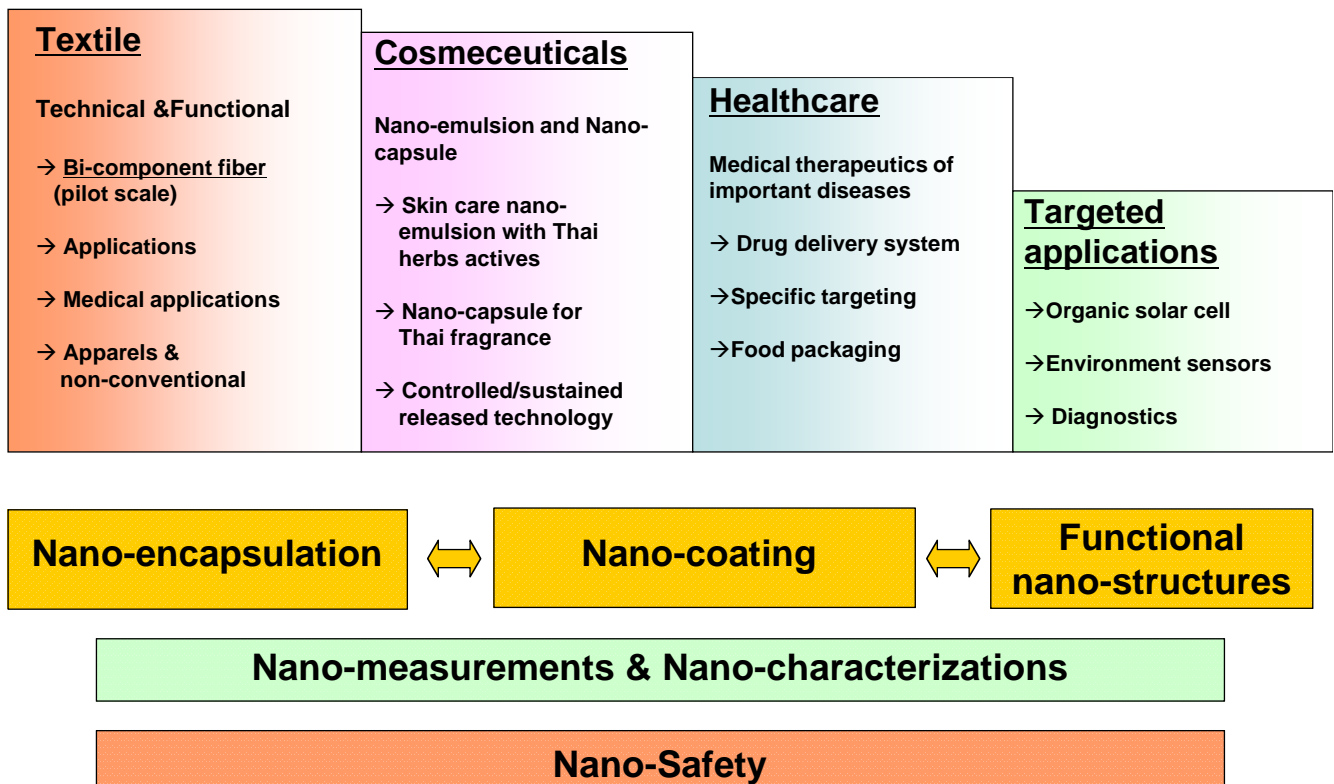 Textile
Technical &Functional
→ Bi-component fiber
(pilot scale)
→ Applications
→ Medical applications
→ Apparels &
non-conventional
Cosmeceuticals
Nano-emulsion and Nano-
capsule
→ Skin care nano-
emulsion with Thai
herbs actives
→ Nano-capsule for
Thai fragrance
→ Controlled/sustained
released technology
Healthcare
Medical therapeutics of
important diseases
→ Drug delivery system
→Specific targeting
→Food packaging
Targeted
applications
→Organic solar cell
→Environment sensors
→ Diagnostics
Nano-encapsulation
Nano-coating
Functional
nano-structures
Nano-measurements & Nano-characterizations
Nano-Safety